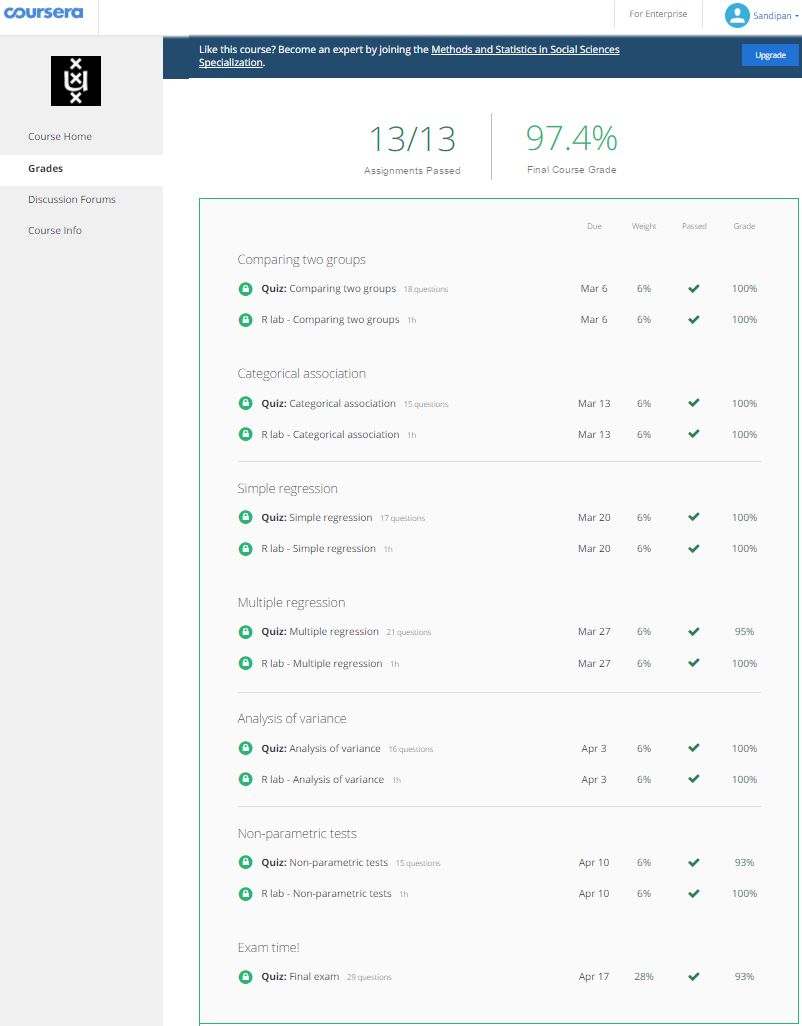 coursera
For Enterprise
Sandipan
Like this course? Become an expert by joining the Methods and Statistics in Social Sciences
Specialization.
Upgrade
Course Home
Grades
Discussion Forums
Course Info
13/13
Assignments Passed
97.4%
Final Course Grade
Due Weight Passed Grade
Comparing two groups
Quiz: Comparing two groups 18 questions Mar 6 6% 100%
R lab - Comparing two groups 1h Mar 6 6% 100%
Categorical association
Quiz: Categorical association 15 questions Mar 13 6% 100%
R lab - Categorical association 1h Mar 13 6% 100%
Simple regression
Quiz: Simple regression 17 questions Mar 20 6% 100%
R lab - Simple regression 1h Mar 20 6% 100%
Multiple regression
Quiz: Multiple regression 21 questions Mar 27 6% 95%
R lab - Multiple regression 1h Mar 27 6% 100%
Analysis of variance
Quiz: Analysis of variance 16 questions Apr 3 6% 100%
R lab - Analysis of variance 1h Apr 3 6% 100%
Non-parametric tests
Quiz: Non-parametric tests 15 questions Apr 10 6% 93%
R lab - Non-parametric tests 1h Apr 10 6% 100%
Exam time!
Quiz: Final exam 29 questions Apr 17 28% 93%